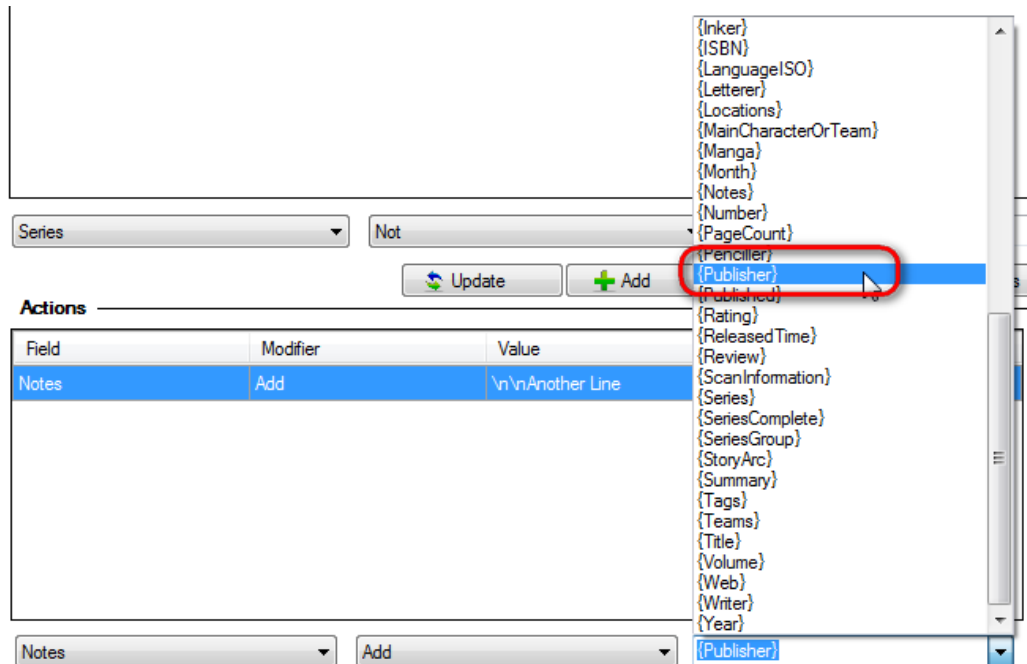 {Inker}
{ISBN}
{LanguageISO}
{Letterer}
{Locations}
{MainCharacterOrTeam}
{Manga}
{Month}
{Notes}
{Number}
{PageCount}
{Penciller}
{Publisher}
{Published}
{Rating}
{ReleasedTime}
{Review}
{ScanInformation}
{Series}
{SeriesComplete}
{SeriesGroup}
{StoryArc}
{Summary}
{Tags}
{Teams}
{Title}
{Volume}
{Web}
{Writer}
{Year}
Series Not
Update Add
Actions
Field Modifier Value
Notes Add \n\nAnother Line
Notes Add {Publisher}